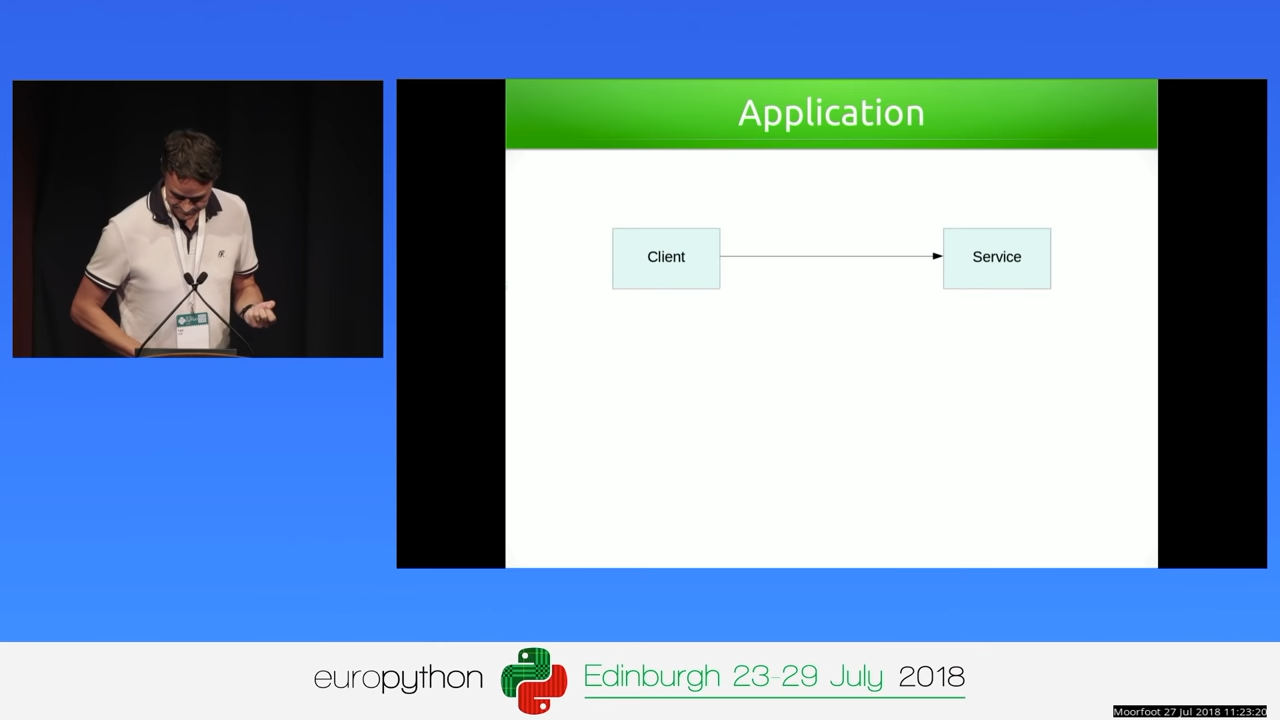 Application
Client
Service
europython
Edinburgh 23-29 July 2018
Moorfoot 27 Jul 2018 11:23:20